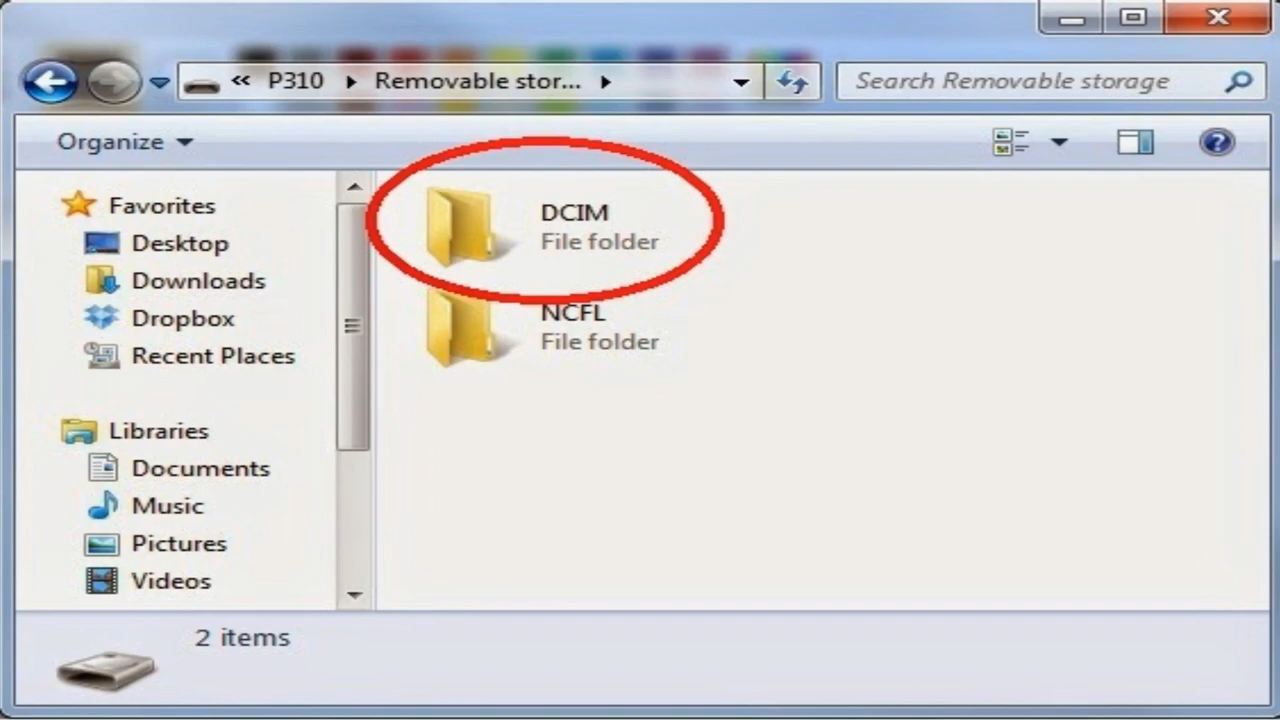 « P310 ▸ Removable stor... ▸
Search Removable storage
Organize
Favorites
Desktop
Downloads
Dropbox
Recent Places
Libraries
Documents
Music
Pictures
Videos
DCIM
File folder
NCFL
File folder
2 items